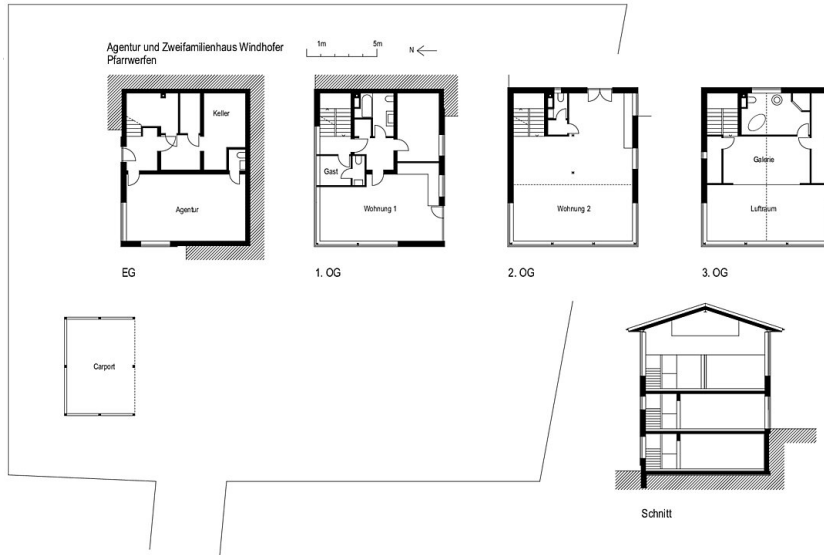 Agentur und Zweifamilienhaus Windhofer
Pfarrwerfen
1m 5m N
Keller
Agentur
EG
Gast
Wohnung 1
1. OG
Wohnung 2
2. OG
Galerie
Luftraum
3. OG
Carport
Schnitt